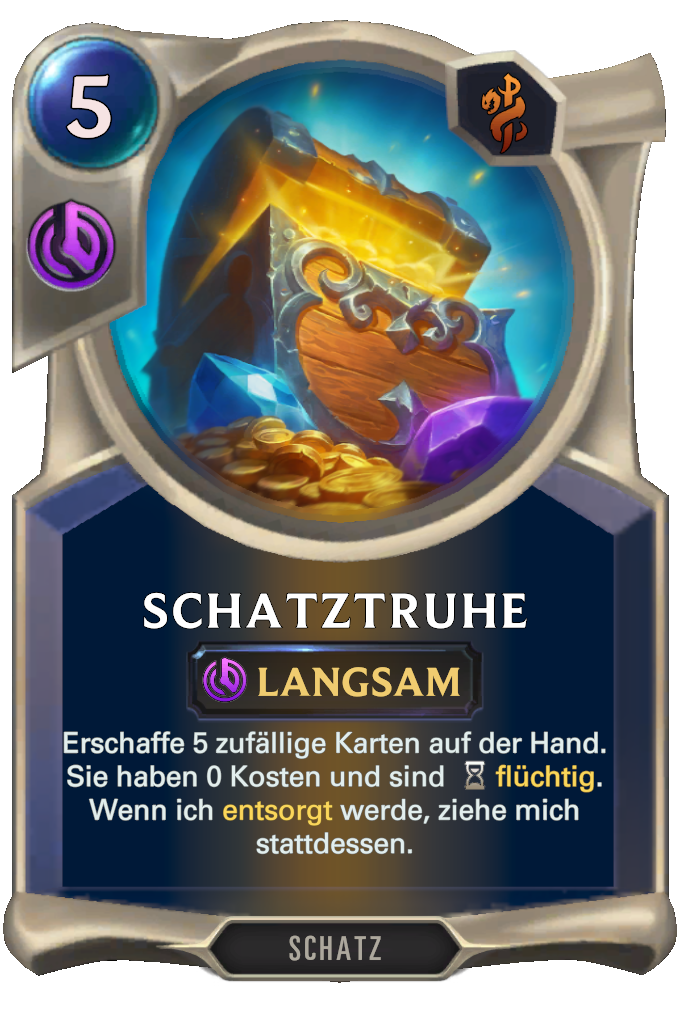 5
SCHATZTRUHE
LANGSAM
Erschaffe 5 zufällige Karten auf der Hand.
Sie haben 0 Kosten und sind flüchtig.
Wenn ich entsorgt werde, ziehe mich
stattdessen.
SCHATZ